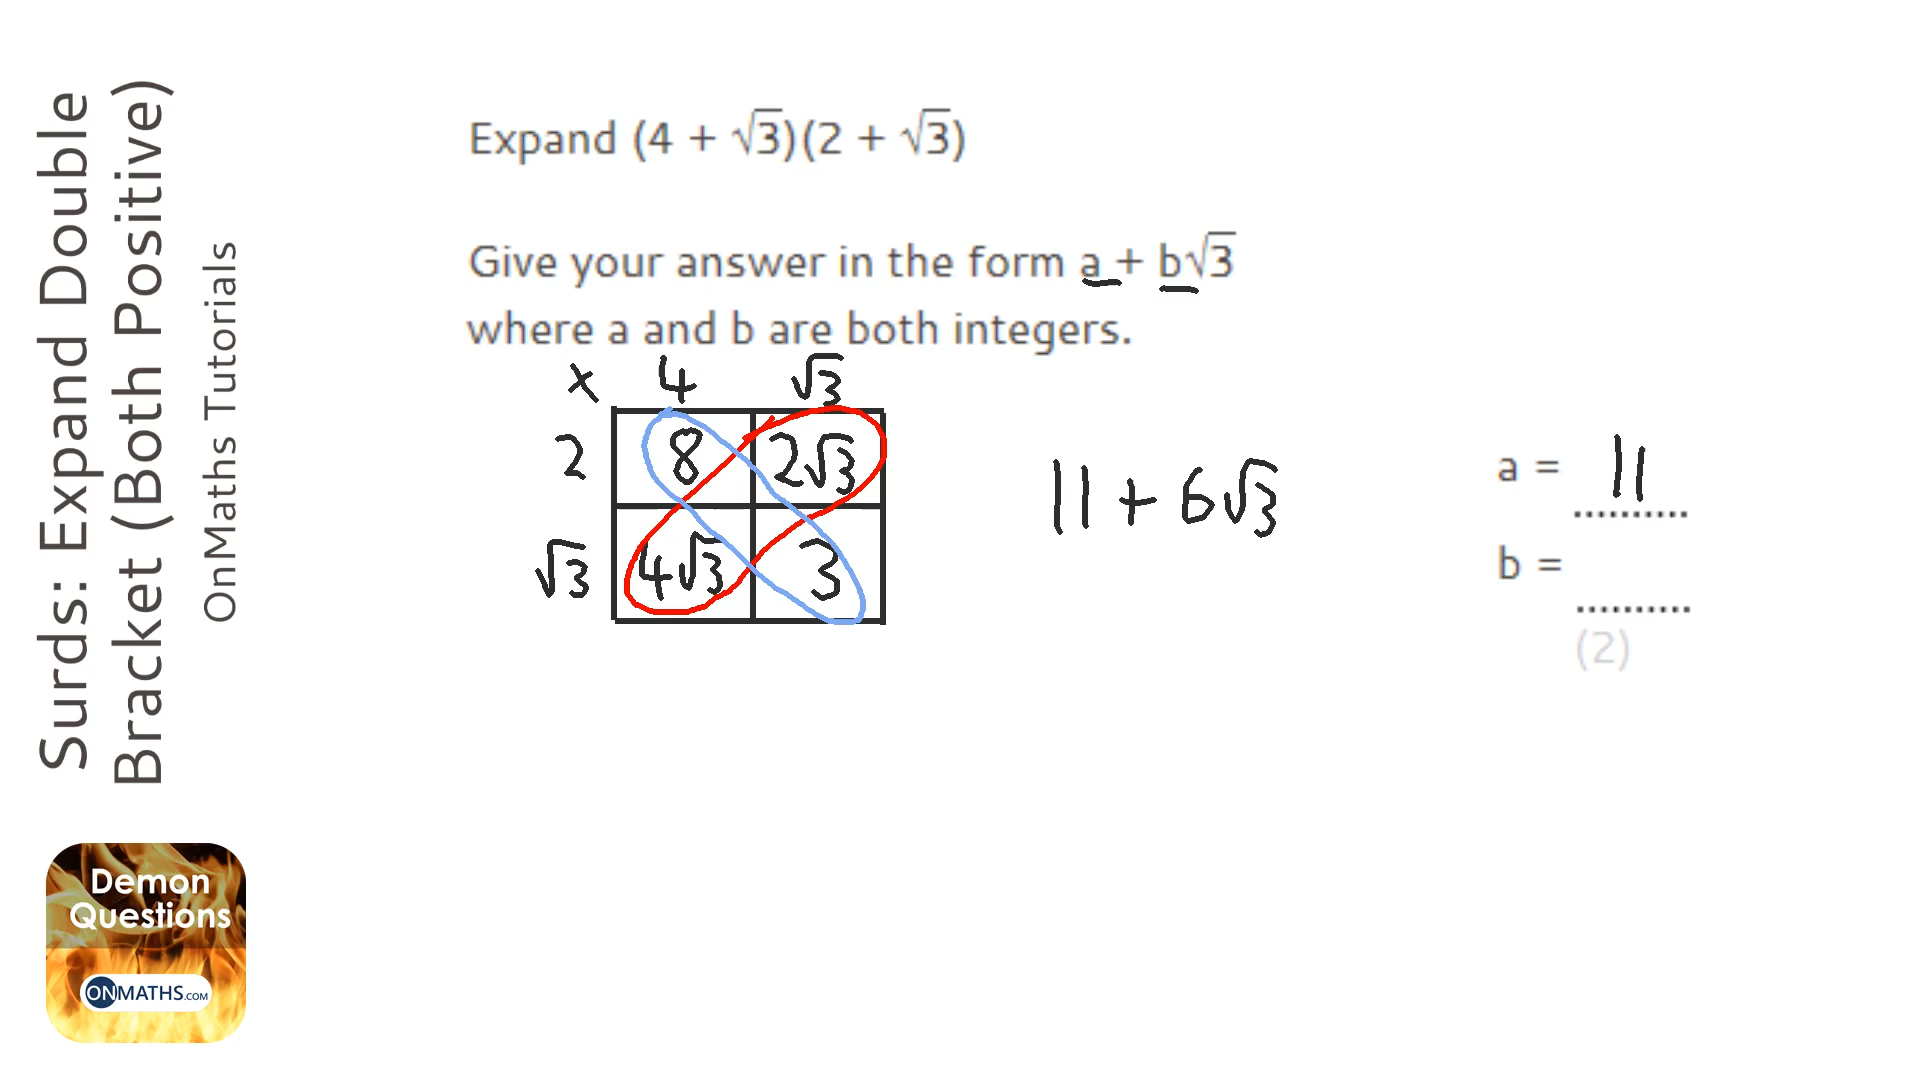 Surds: Expand Double
Bracket (Both Positive)
OnMaths Tutorials
Expand (4 + √3)(2 + √3)
Give your answer in the form a + b√3
where a and b are both integers.
x 4 √3
2 8 2√3
√3 4√3 3
11 + 6√3
a = 11
b =
(2)
Demon
Questions
ONMATHS.COM